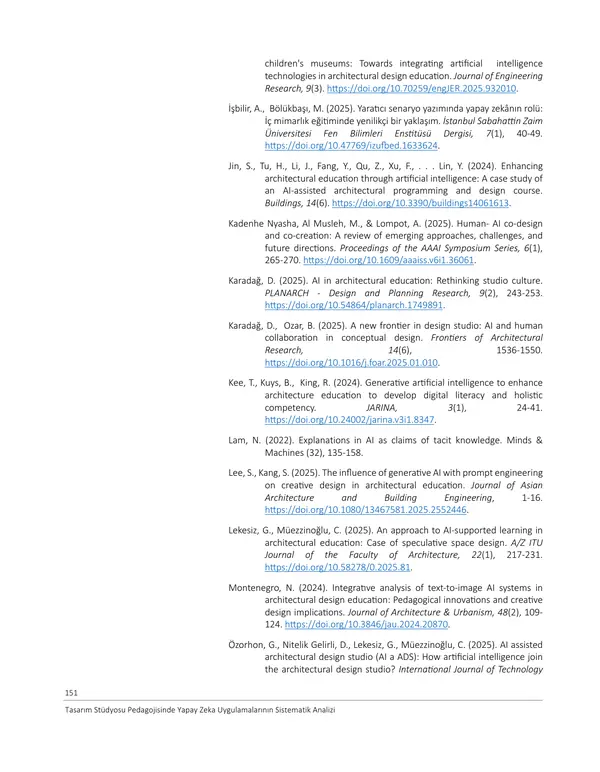 children's museums: Towards integrating artificial intelligence
technologies in architectural design education. Journal of Engineering
Research, 9(3). https://doi.org/10.70259/engJER.2025.932010.
İşbilir, A., Bölükbaşı, M. (2025). Yaratıcı senaryo yazımında yapay zekânın rolü:
İç mimarlık eğitiminde yenilikçi bir yaklaşım. İstanbul Sabahattin Zaim
Üniversitesi Fen Bilimleri Enstitüsü Dergisi, 7(1), 40-49.
https://doi.org/10.47769/izufbed.1633624.
Jin, S., Tu, H., Li, J., Fang, Y., Qu, Z., Xu, F., . . . Lin, Y. (2024). Enhancing
architectural education through artificial intelligence: A case study of
an AI-assisted architectural programming and design course.
Buildings, 14(6). https://doi.org/10.3390/buildings14061613.
Kadenhe Nyasha, Al Musleh, M., & Lompot, A. (2025). Human- AI co-design
and co-creation: A review of emerging approaches, challenges, and
future directions. Proceedings of the AAAI Symposium Series, 6(1),
265-270. https://doi.org/10.1609/aaaiss.v6i1.36061.
Karadağ, D. (2025). AI in architectural education: Rethinking studio culture.
PLANARCH - Design and Planning Research, 9(2), 243-253.
https://doi.org/10.54864/planarch.1749891.
Karadağ, D., Ozar, B. (2025). A new frontier in design studio: AI and human
collaboration in conceptual design. Frontiers of Architectural
Research, 14(6), 1536-1550.
https://doi.org/10.1016/j.foar.2025.01.010.
Kee, T., Kuys, B., King, R. (2024). Generative artificial intelligence to enhance
architecture education to develop digital literacy and holistic
competency. JARINA, 3(1), 24-41.
https://doi.org/10.24002/jarina.v3i1.8347.
Lam, N. (2022). Explanations in AI as claims of tacit knowledge. Minds &
Machines (32), 135-158.
Lee, S., Kang, S. (2025). The influence of generative AI with prompt engineering
on creative design in architectural education. Journal of Asian
Architecture and Building Engineering, 1-16.
https://doi.org/10.1080/13467581.2025.2552446.
Lekesiz, G., Müezzinoğlu, C. (2025). An approach to AI-supported learning in
architectural education: Case of speculative space design. A/Z ITU
Journal of the Faculty of Architecture, 22(1), 217-231.
https://doi.org/10.58278/0.2025.81.
Montenegro, N. (2024). Integrative analysis of text-to-image AI systems in
architectural design education: Pedagogical innovations and creative
design implications. Journal of Architecture & Urbanism, 48(2), 109-
124. https://doi.org/10.3846/jau.2024.20870.
Özorhon, G., Nitelik Gelirli, D., Lekesiz, G., Müezzinoğlu, C. (2025). AI assisted
architectural design studio (AI a ADS): How artificial intelligence join
the architectural design studio? International Journal of Technology
151
Tasarım Stüdyosu Pedagojisinde Yapay Zeka Uygulamalarının Sistematik Analizi